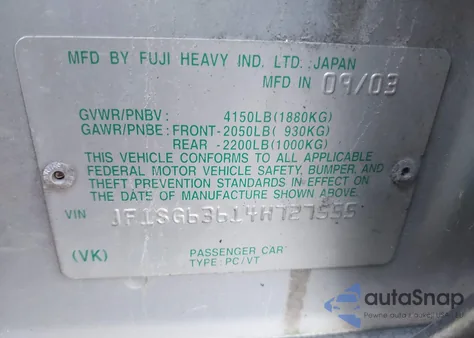 MFD BY FUJI HEAVY IND. LTD. JAPAN
MFD IN 09/03
GVWR/PNBV : 4150LB(1880KG)
GAWR/PNBE : FRONT-2050LB( 930KG)
REAR -2200LB(1000KG)
THIS VEHICLE CONFORMS TO ALL APPLICABLE
FEDERAL MOTOR VEHICLE SAFETY, BUMPER, AND
THEFT PREVENTION STANDARDS IN EFFECT ON
THE DATE OF MANUFACTURE SHOWN ABOVE.
VIN JF1SG63614H727555
(VK) PASSENGER CAR
TYPE: PC/VT
autoSnap